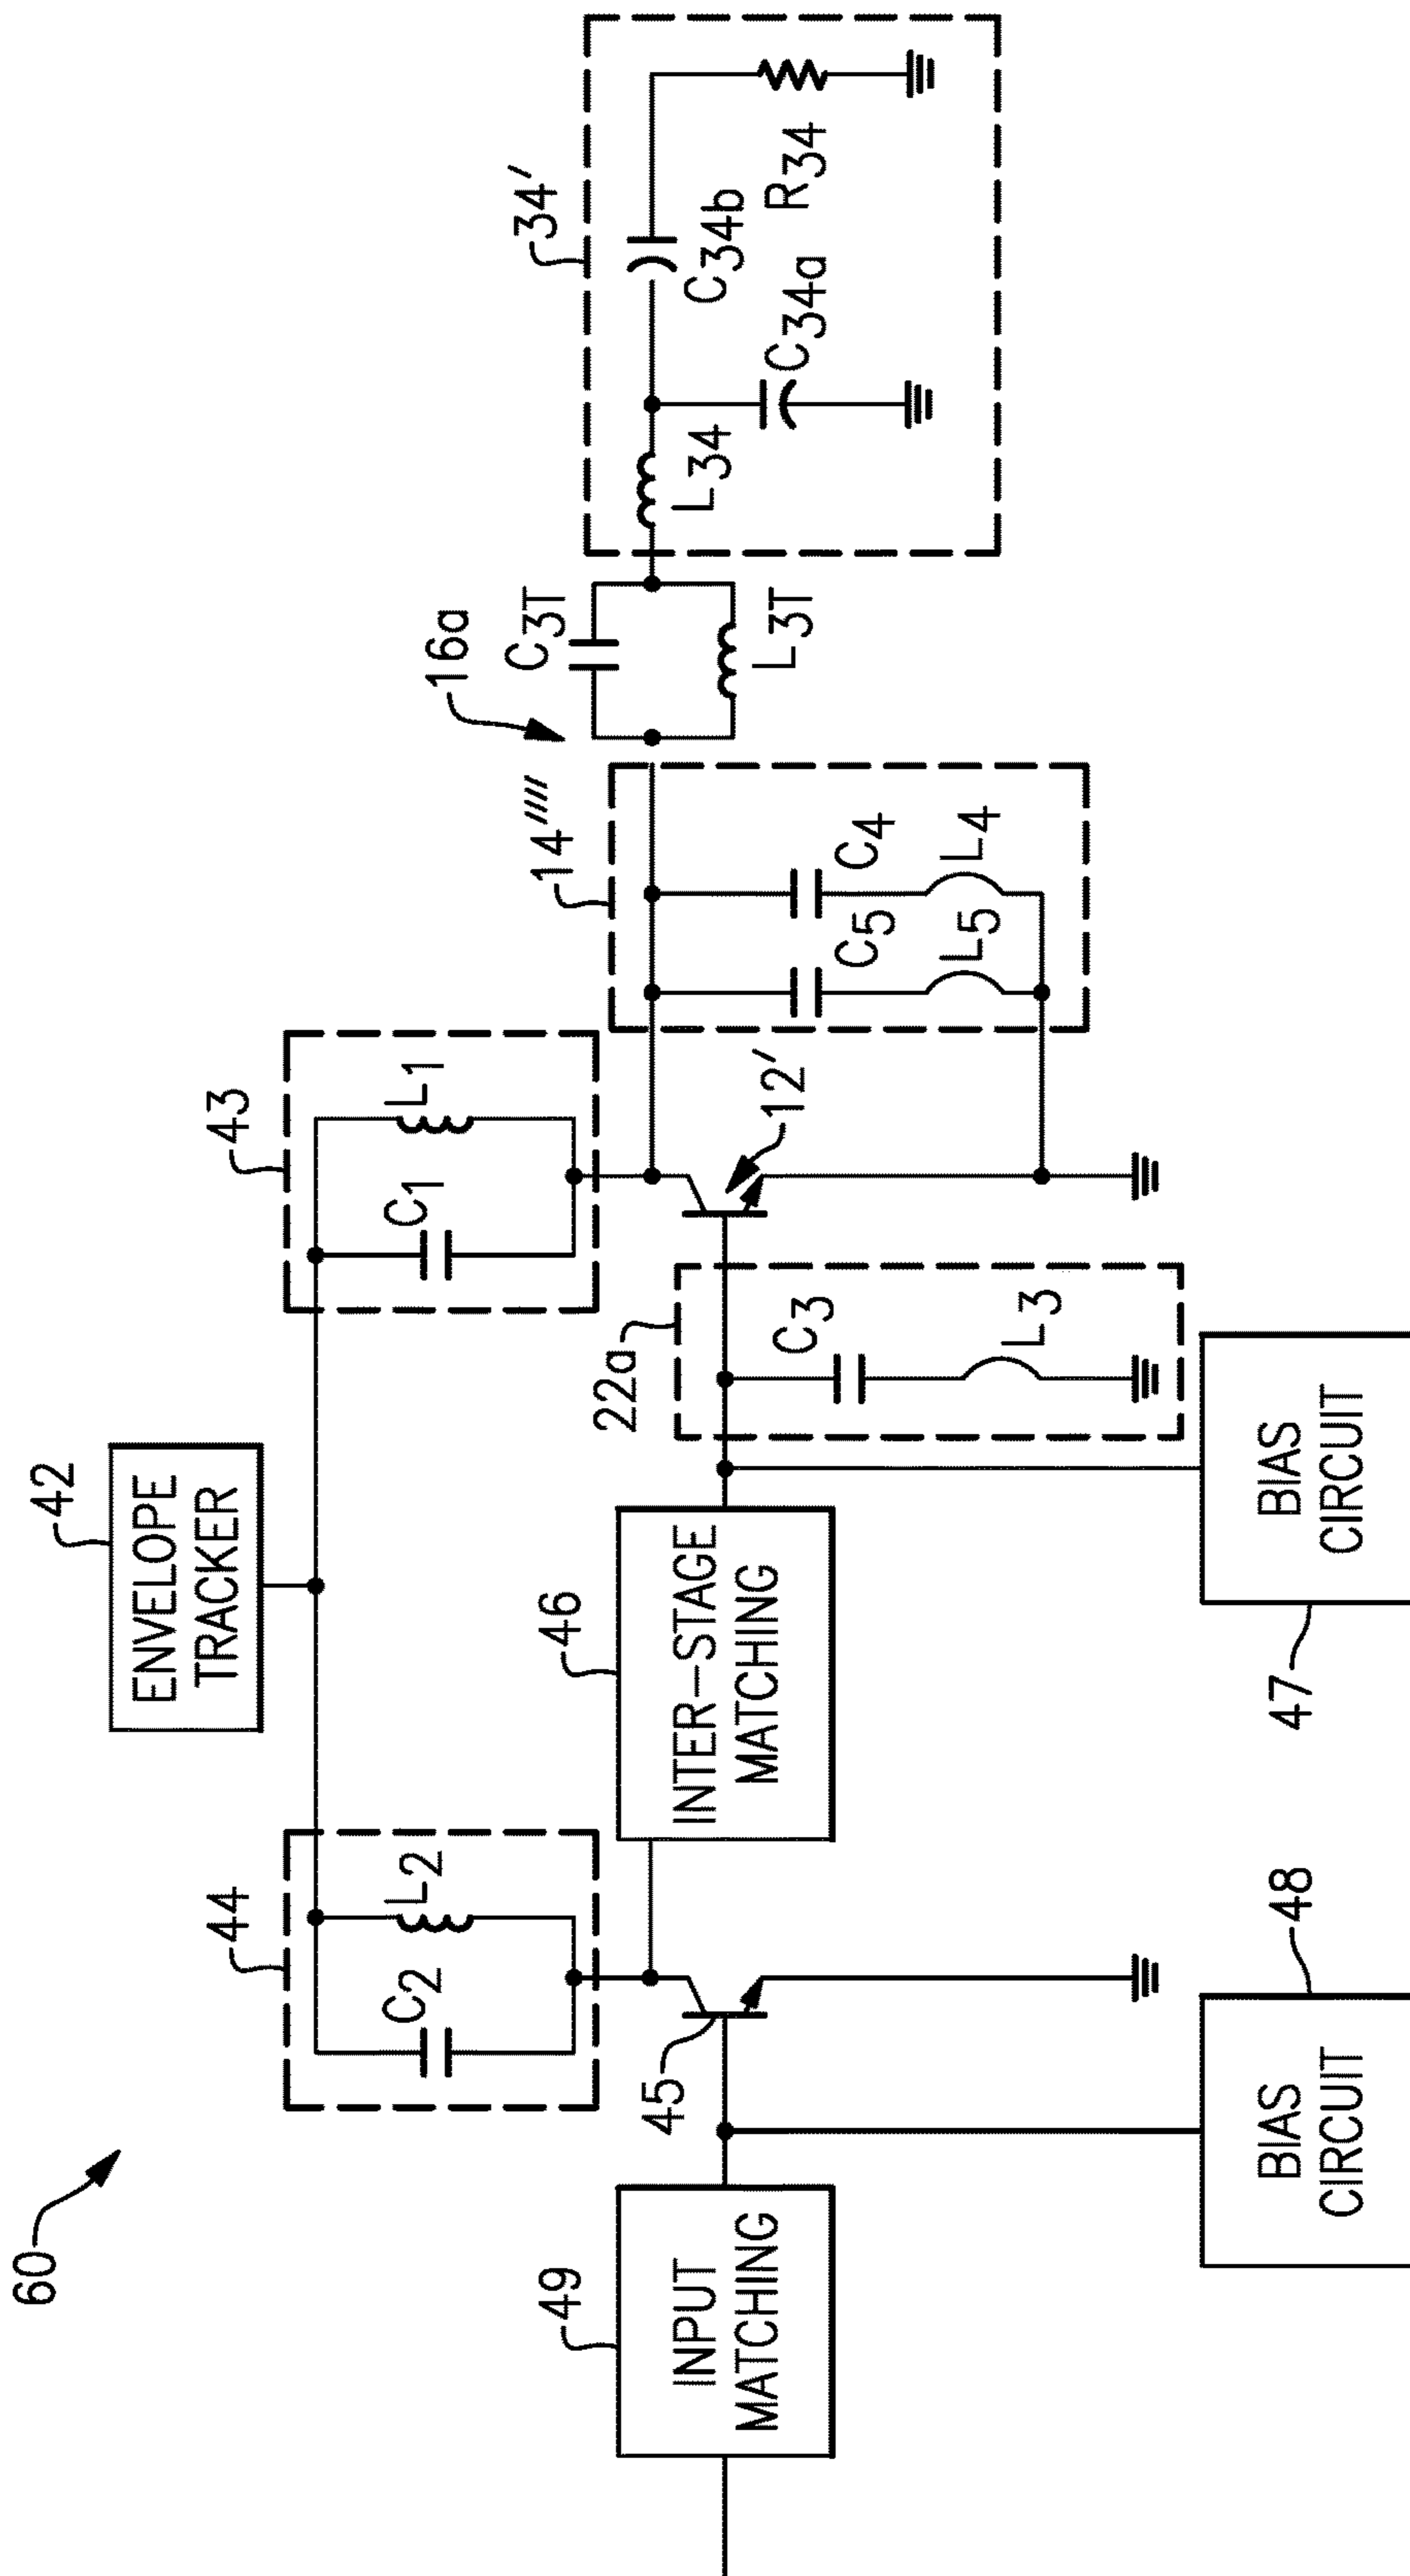 60
42
ENVELOPE
TRACKER
44
C2
L2
43
C1
L1
45
49
INPUT
MATCHING
46
INTER-STAGE
MATCHING
22a
C3
L3
12'
14''''
C5
L5
C4
L4
16a
C3T
L3T
34'
L34
C34a
C34b
R34
48
BIAS
CIRCUIT
47
BIAS
CIRCUIT